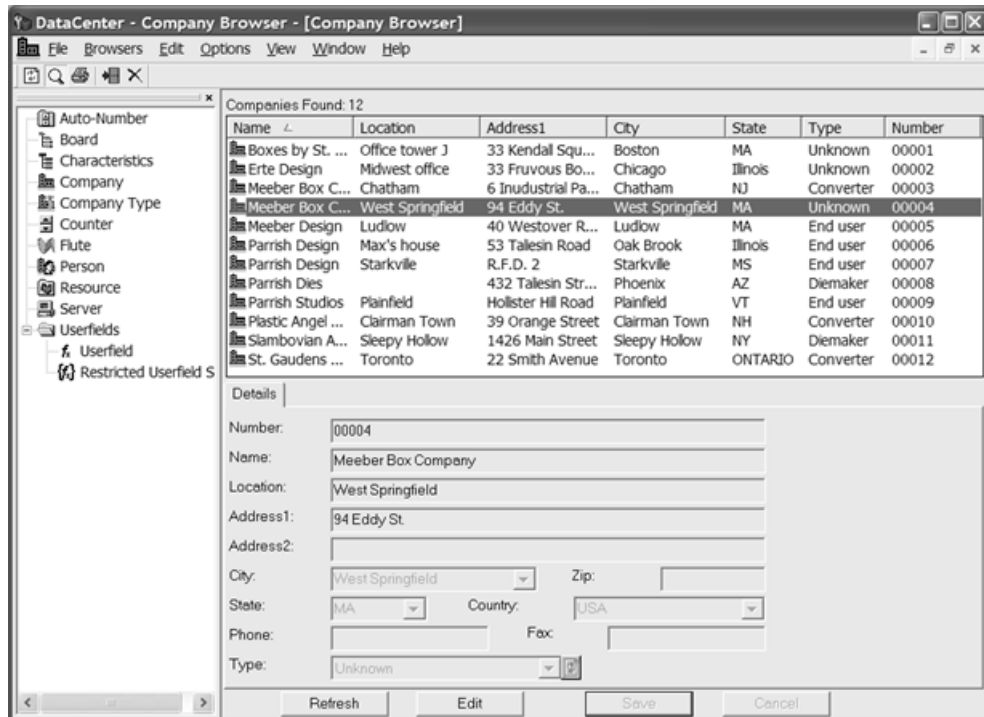 DataCenter - Company Browser - [Company Browser]
File Browsers Edit Options View Window Help
Auto-Number
Board
Characteristics
Company
Company Type
Counter
Flute
Person
Resource
Server
Userfields
Userfield
Restricted Userfield S
Companies Found: 12
Name Location Address1 City State Type Number
Boxes by St. ... Office tower J 33 Kendall Squ... Boston MA Unknown 00001
Erte Design Midwest office 33 Fruvous Bo... Chicago Illinois Unknown 00002
Meeber Box C... Chatham 6 Inudustrial Pa... Chatham NJ Converter 00003
Meeber Box C... West Springfield 94 Eddy St. West Springfield MA Unknown 00004
Meeber Design Ludlow 40 Westover R... Ludlow MA End user 00005
Parrish Design Max's house 53 Talesin Road Oak Brook Illinois End user 00006
Parrish Design Starkville R.F.D. 2 Starkville MS End user 00007
Parrish Dies 432 Talesin Str... Phoenix AZ Diemaker 00008
Parrish Studios Plainfield Hollister Hill Road Plainfield VT End user 00009
Plastic Angel ... Clairman Town 39 Orange Street Clairman Town NH Converter 00010
Slambovian A... Sleepy Hollow 1426 Main Street Sleepy Hollow NY Diemaker 00011
St. Gaudens ... Toronto 22 Smith Avenue Toronto ONTARIO Converter 00012
Details
Number: 00004
Name: Meeber Box Company
Location: West Springfield
Address1: 94 Eddy St.
Address2:
City: West Springfield Zip:
State: MA Country: USA
Phone: Fax:
Type: Unknown
Refresh Edit Save Cancel